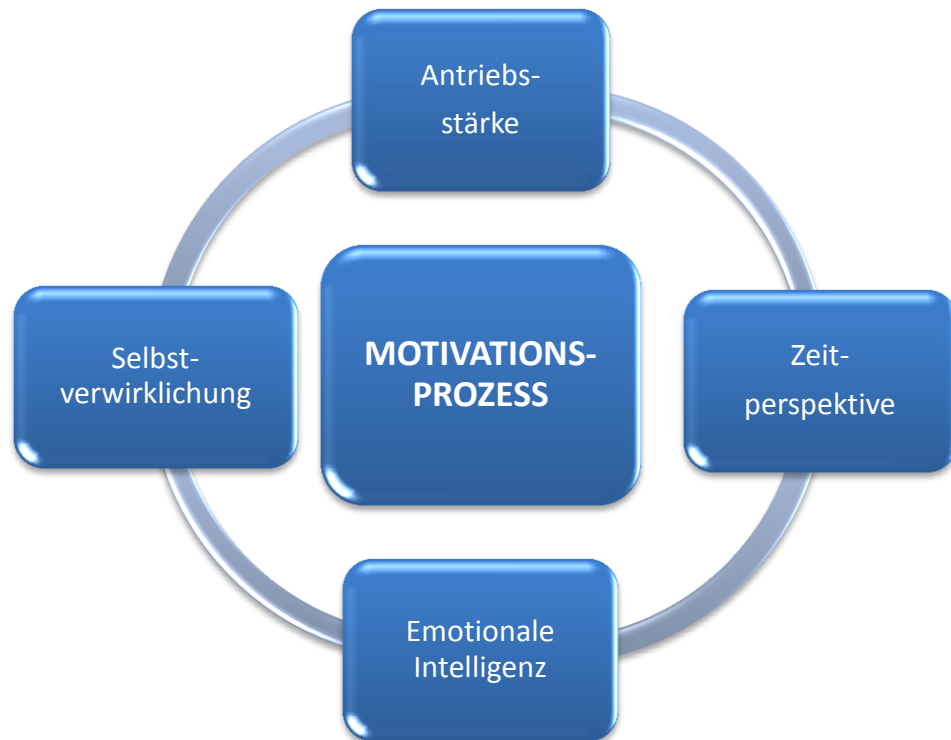 Antriebs-
stärke
Selbst-
verwirklichung
MOTIVATIONS-
PROZESS
Zeit-
perspektive
Emotionale
Intelligenz